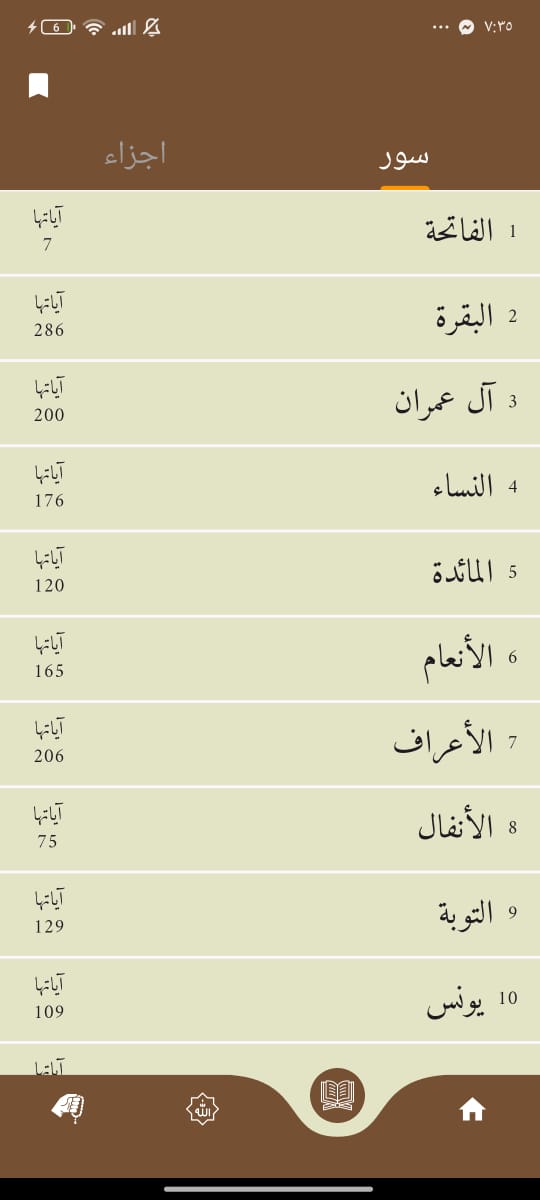 ٧:٣٥
6
سور
اجزاء
1 الفاتحة
آياتها
7
2 البقرة
آياتها
286
3 آل عمران
آياتها
200
4 النساء
آياتها
176
5 المائدة
آياتها
120
6 الأنعام
آياتها
165
7 الأعراف
آياتها
206
8 الأنفال
آياتها
75
9 التوبة
آياتها
129
10 يونس
آياتها
109
آياتها
الله